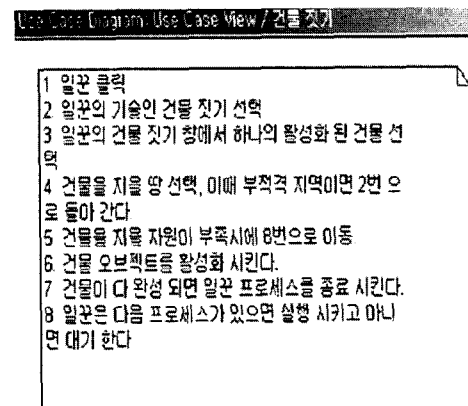 Use Case Diagram: Use Case View / 건물 짓기
1 일꾼 클릭
2 일꾼의 기술인 건물 짓기 선택
3 일꾼의 건물 짓기 창에서 하나의 활성화 된 건물 선
택
4 건물을 지을 땅 선택, 이때 부적격 지역이면 2번 으
로 돌아 간다
5 건물을 지을 자원이 부족시에 8번으로 이동
6. 건물 오브젝트를 활성화 시킨다.
7 건물이 다 완성 되면 일꾼 프로세스를 종료 시킨다.
8 일꾼은 다음 프로세스가 있으면 실행 시키고 아니
면 대기 한다